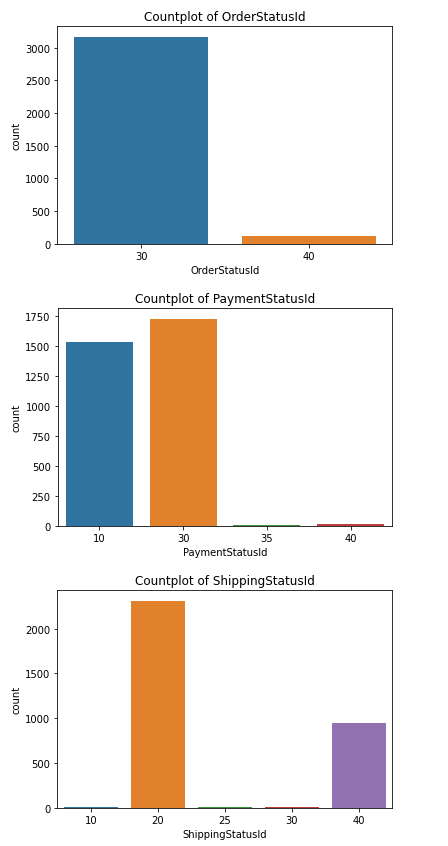 Countplot of OrderStatusId
3000
2500
2000
1500
1000
500
0
count
30 40
OrderStatusId
Countplot of PaymentStatusId
1750
1500
1250
1000
750
500
250
0
count
10 30 35 40
PaymentStatusId
Countplot of ShippingStatusId
2000
1500
1000
500
0
count
10 20 25 30 40
ShippingStatusId